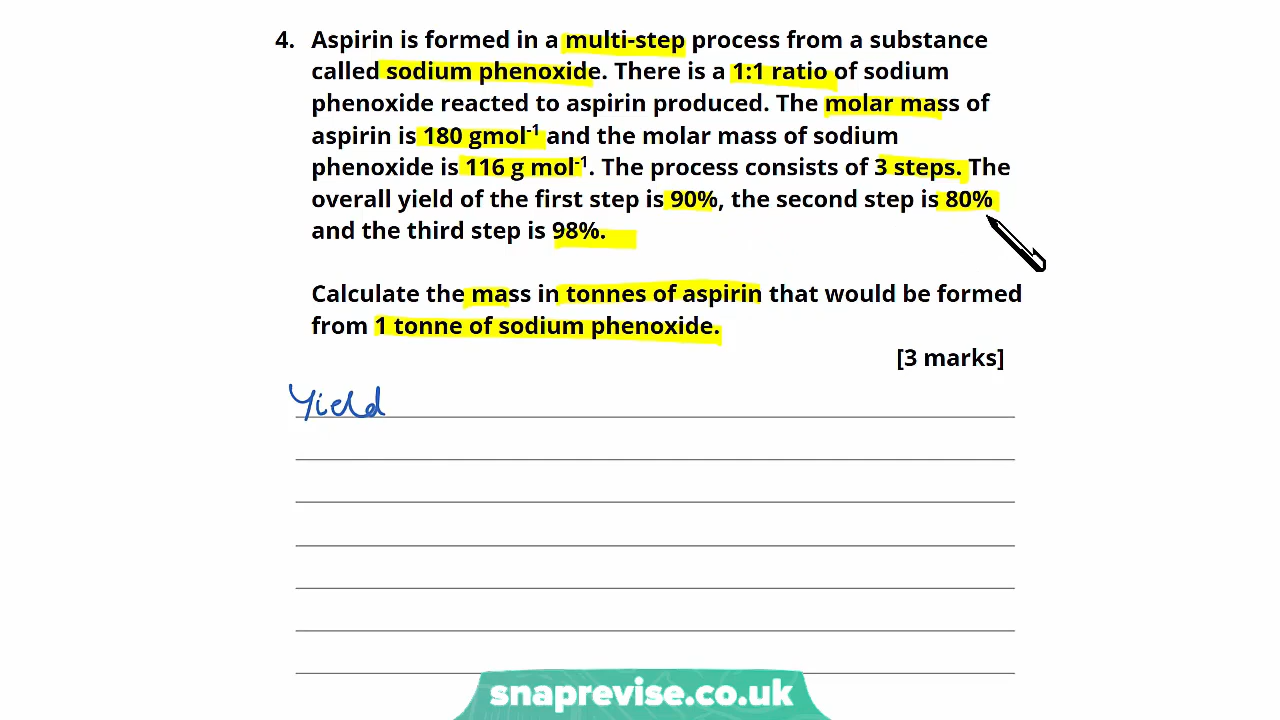 4. Aspirin is formed in a multi-step process from a substance
called sodium phenoxide. There is a 1:1 ratio of sodium
phenoxide reacted to aspirin produced. The molar mass of
aspirin is 180 gmol⁻¹ and the molar mass of sodium
phenoxide is 116 g mol⁻¹. The process consists of 3 steps. The
overall yield of the first step is 90%, the second step is 80%
and the third step is 98%.
Calculate the mass in tonnes of aspirin that would be formed
from 1 tonne of sodium phenoxide.
[3 marks]
Yield
snaprevise.co.uk